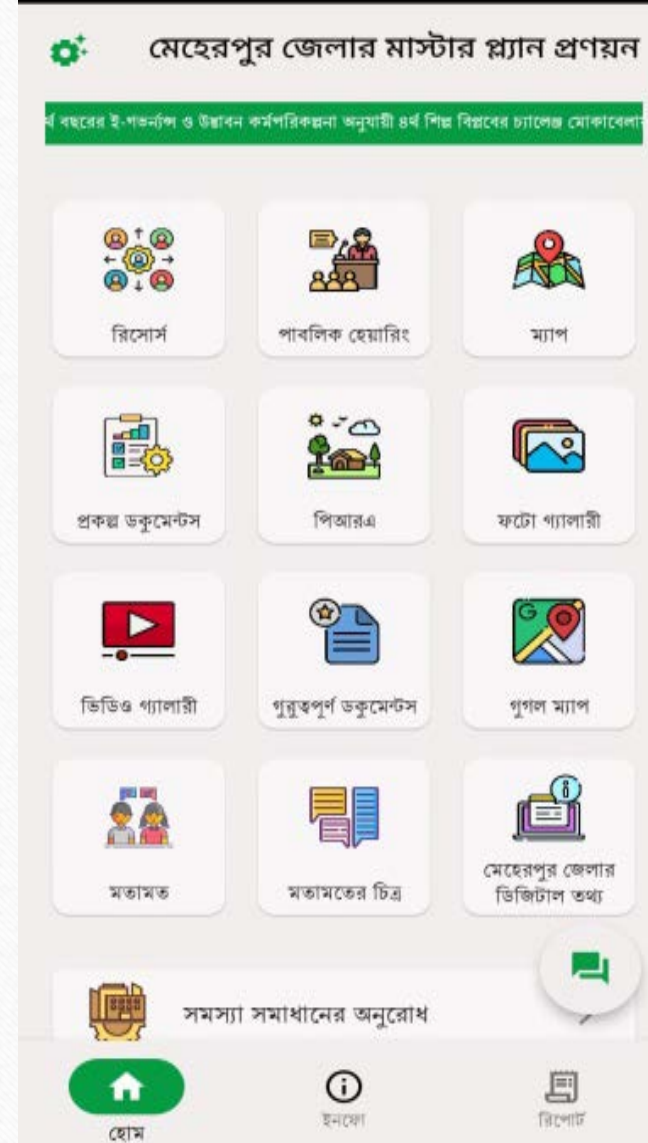 মেহেরপুর জেলার মাস্টার প্ল্যান প্রণয়ন
র্থ বছরের ই-গভর্ন্যান্স ও উদ্ভাবন কর্মপরিকল্পনা অনুযায়ী ৪র্থ শিল্প বিপ্লবের চ্যালেঞ্জ মোকাবেলায়
রিসোর্স
পাবলিক হেয়ারিং
ম্যাপ
প্রকল্প ডকুমেন্টস
পিআরএ
ফটো গ্যালারী
ভিডিও গ্যালারী
গুরুত্বপূর্ণ ডকুমেন্টস
G
গুগল ম্যাপ
মতামত
মতামতের চিত্র
মেহেরপুর জেলার
ডিজিটাল তথ্য
সমস্যা সমাধানের অনুরোধ
হোম
ইনফো
রিপোর্ট